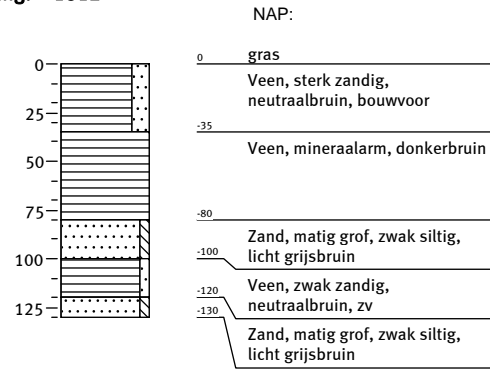 NAP:
0 gras
Veen, sterk zandig,
neutraalbruin, bouwvoor
-35
Veen, mineraalarm, donkerbruin
-80
Zand, matig grof, zwak siltig,
licht grijsbruin
-100
Veen, zwak zandig,
neutraalbruin, zv
-120
-130
Zand, matig grof, zwak siltig,
licht grijsbruin
0
25
50
75
100
125